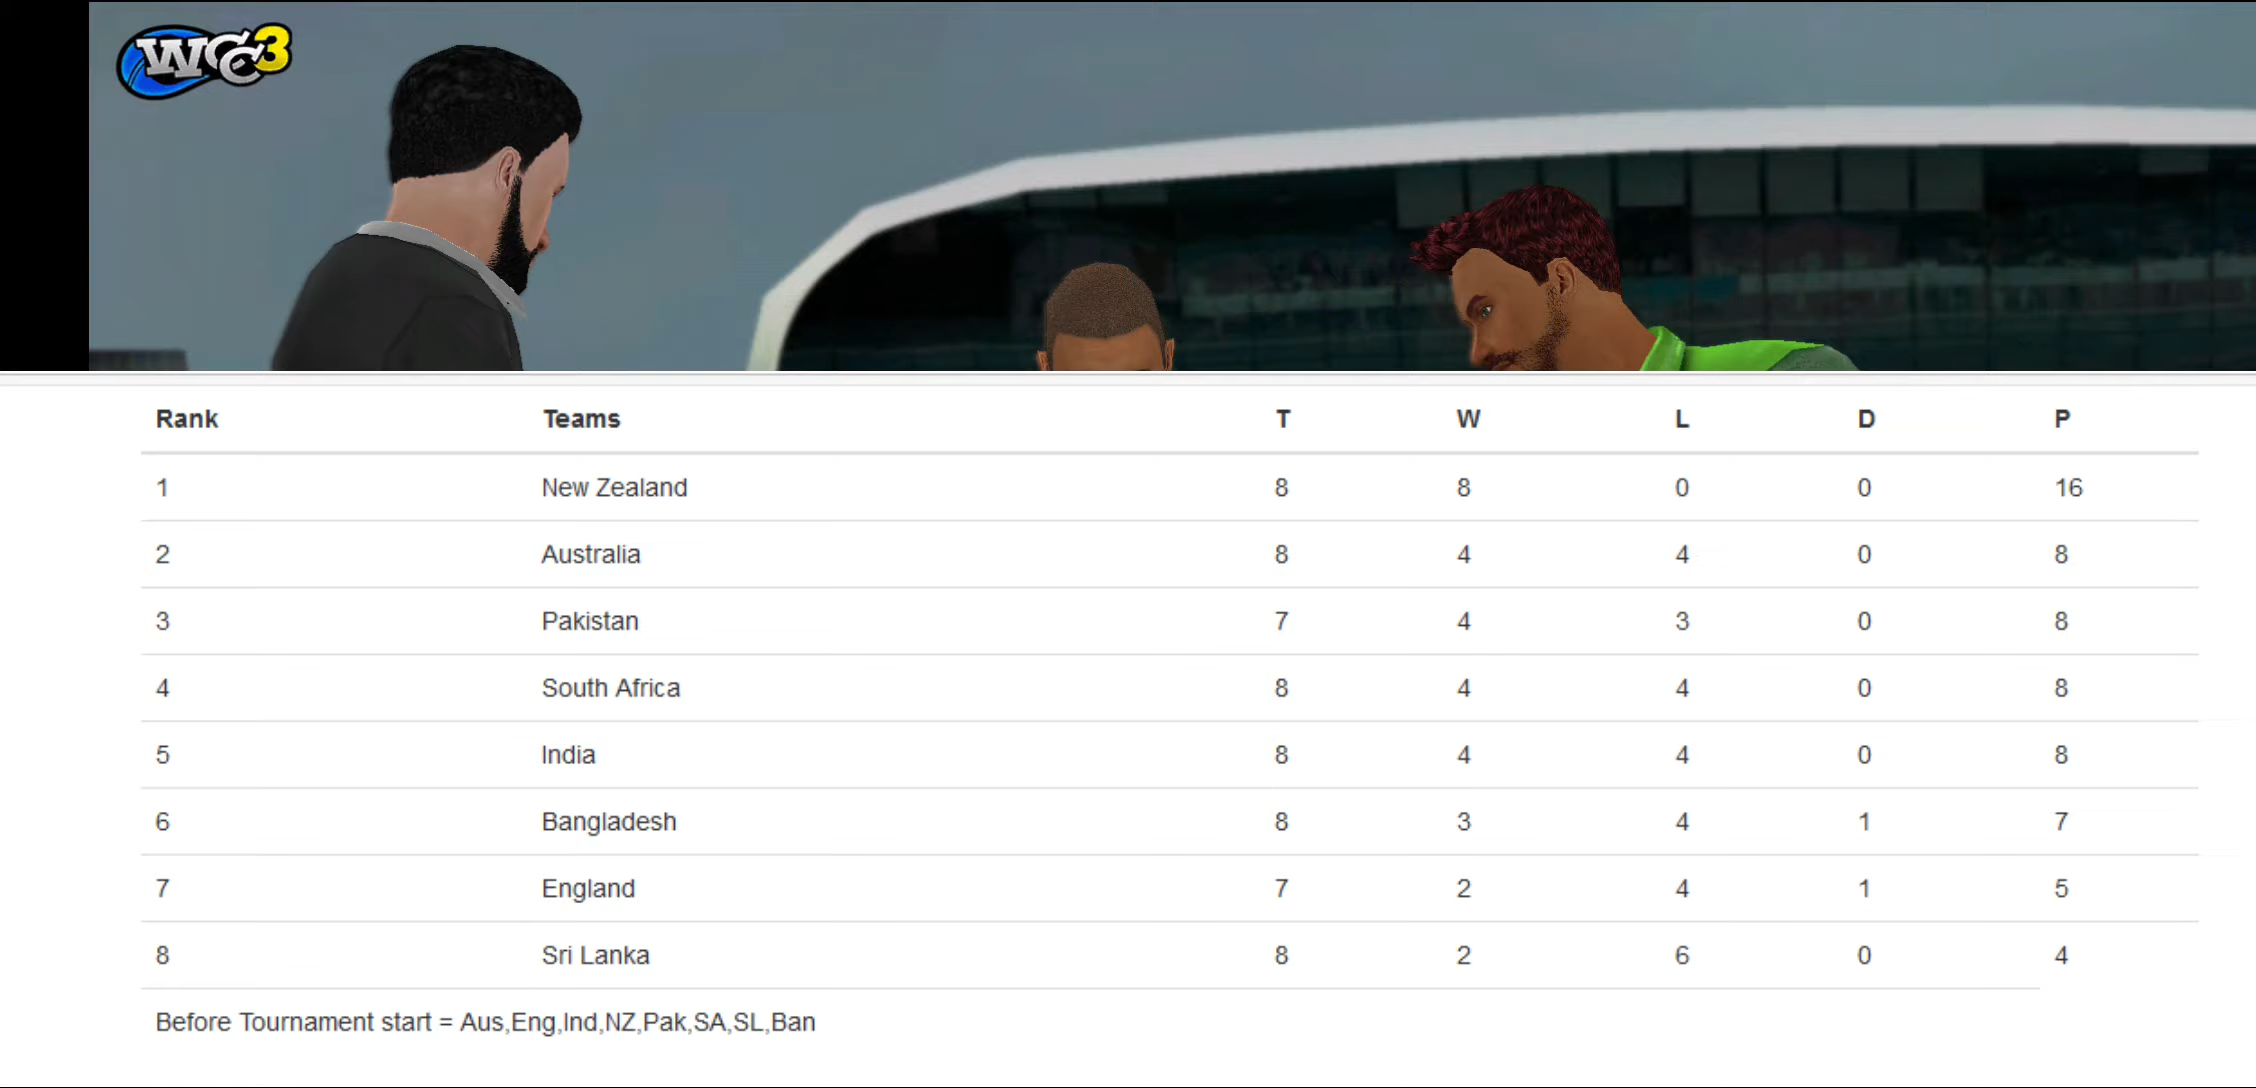 WCC3
Rank Teams T W L D P
1 New Zealand 8 8 0 0 16
2 Australia 8 4 4 0 8
3 Pakistan 7 4 3 0 8
4 South Africa 8 4 4 0 8
5 India 8 4 4 0 8
6 Bangladesh 8 3 4 1 7
7 England 7 2 4 1 5
8 Sri Lanka 8 2 6 0 4
Before Tournament start = Aus,Eng,Ind,NZ,Pak,SA,SL,Ban